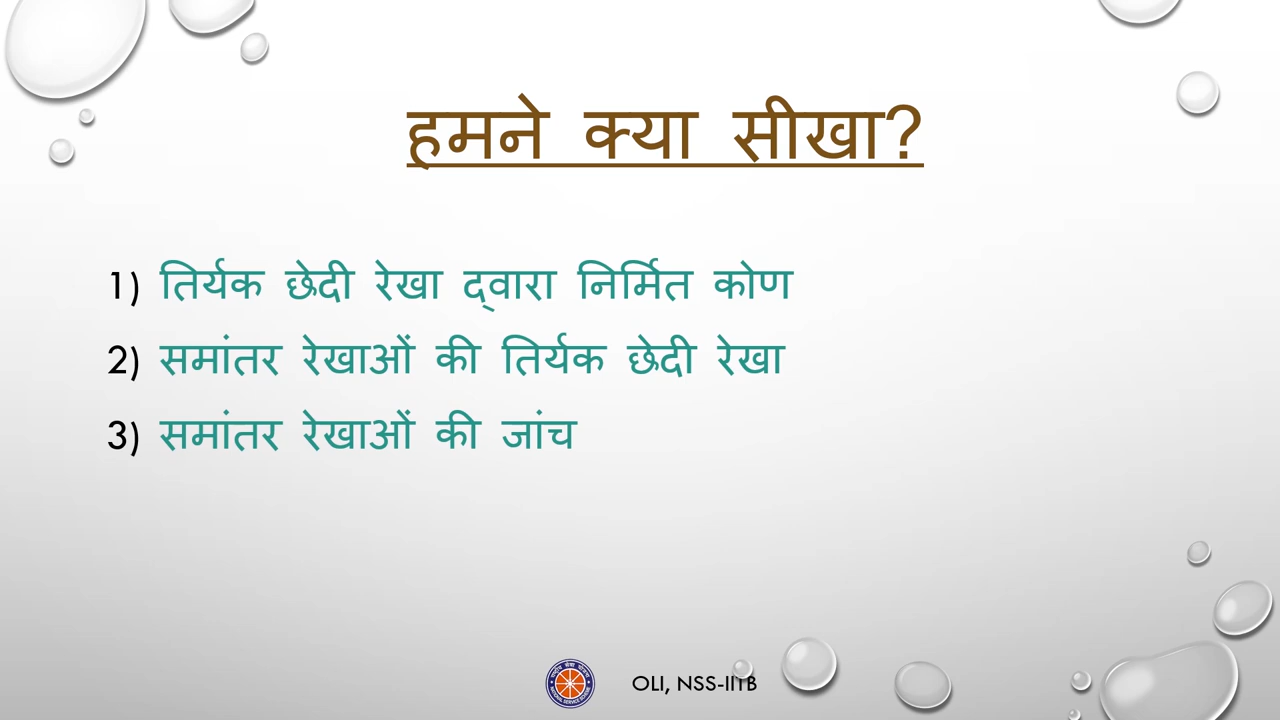 हमने क्या सीखा?
1) तिर्यक छेदी रेखा द्वारा निर्मित कोण
2) समांतर रेखाओं की तिर्यक छेदी रेखा
3) समांतर रेखाओं की जांच
OLI, NSS-IITB